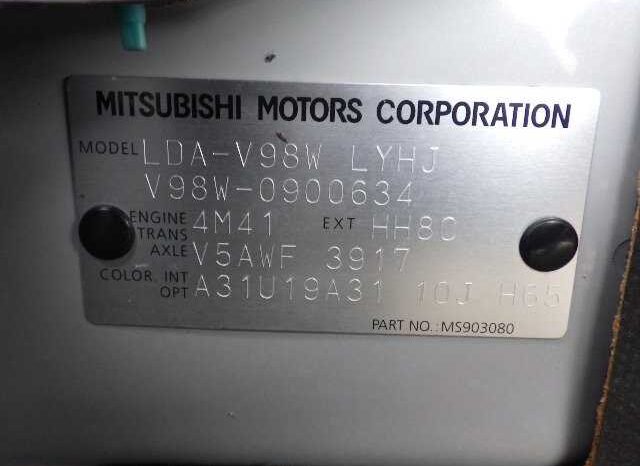 MITSUBISHI MOTORS CORPORATION
MODEL LDA-V98W LYHJ
V98W-0900634
ENGINE 4M41 EXT HH80
TRANS
AXLE V5AWF 3917
COLOR. INT
OPT A31U19A31 10J H65
PART NO.: MS903080